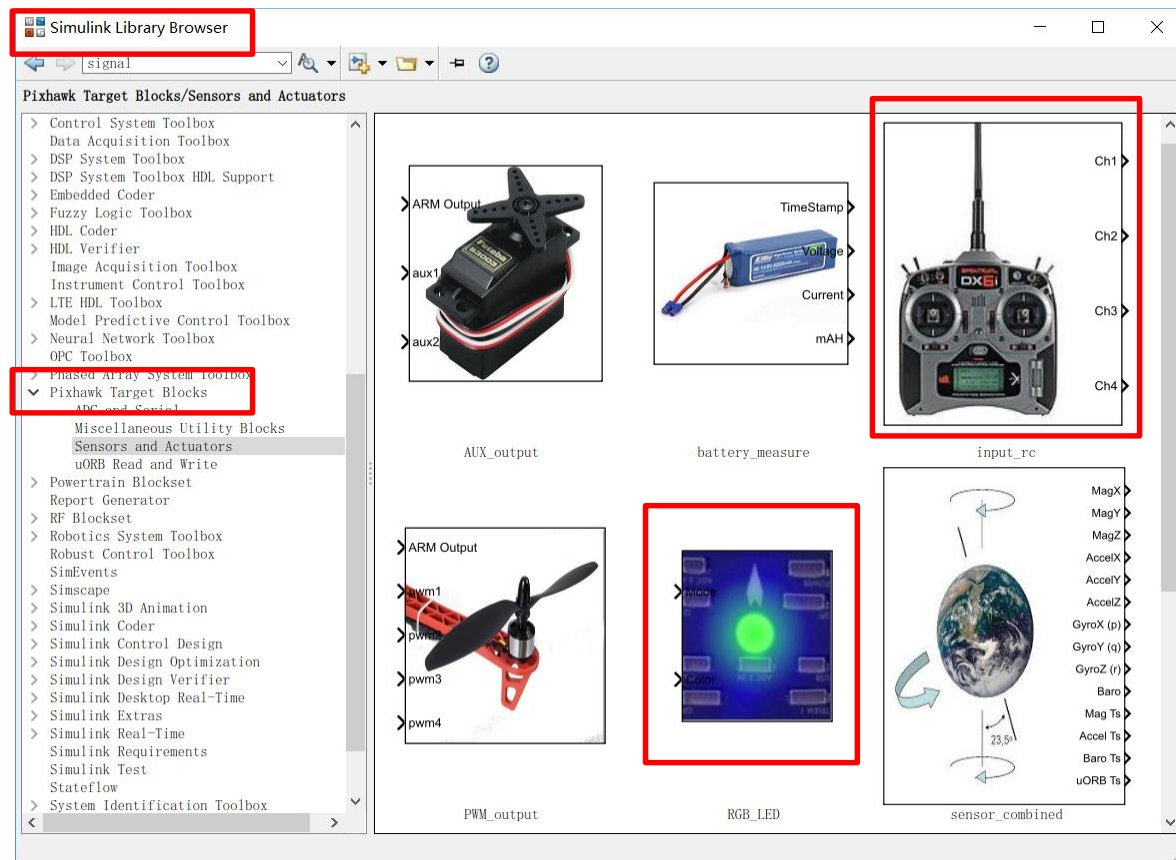 Simulink Library Browser
signal
Pixhawk Target Blocks/Sensors and Actuators
Control System Toolbox
Data Acquisition Toolbox
DSP System Toolbox
DSP System Toolbox HDL Support
Embedded Coder
Fuzzy Logic Toolbox
HDL Coder
HDL Verifier
Image Acquisition Toolbox
Instrument Control Toolbox
LTE HDL Toolbox
Model Predictive Control Toolbox
Neural Network Toolbox
OPC Toolbox
Phased Array System Toolbox
Pixhawk Target Blocks
ADC and Serial
Miscellaneous Utility Blocks
Sensors and Actuators
uORB Read and Write
Powertrain Blockset
Report Generator
RF Blockset
Robotics System Toolbox
Robust Control Toolbox
SimEvents
Simscape
Simulink 3D Animation
Simulink Coder
Simulink Control Design
Simulink Design Optimization
Simulink Design Verifier
Simulink Desktop Real-Time
Simulink Extras
Simulink Real-Time
Simulink Requirements
Simulink Test
Stateflow
System Identification Toolbox
ARM Output
aux1
aux2
Futaba
S3003
AUX_output
TimeStamp
Voltage
Current
mAH
battery_measure
Ch1
Ch2
Ch3
Ch4
SPEKTRUM
DX6i
input_rc
ARM Output
pwm1
pwm2
pwm3
pwm4
PWM_output
Mode
Color
RGB_LED
MagX
MagY
MagZ
AccelX
AccelY
AccelZ
GyroX (p)
GyroY (q)
GyroZ (r)
Baro
Mag Ts
Accel Ts
Baro Ts
uORB Ts
23,5º
sensor_combined